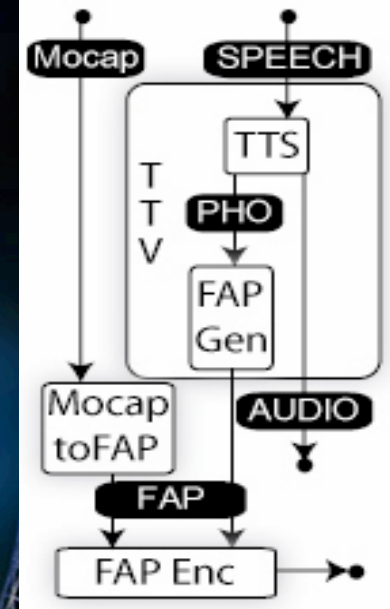 Mocap
SPEECH
TTS
T
T
V
PHO
FAP
Gen
Mocap
toFAP
AUDIO
FAP
FAP Enc